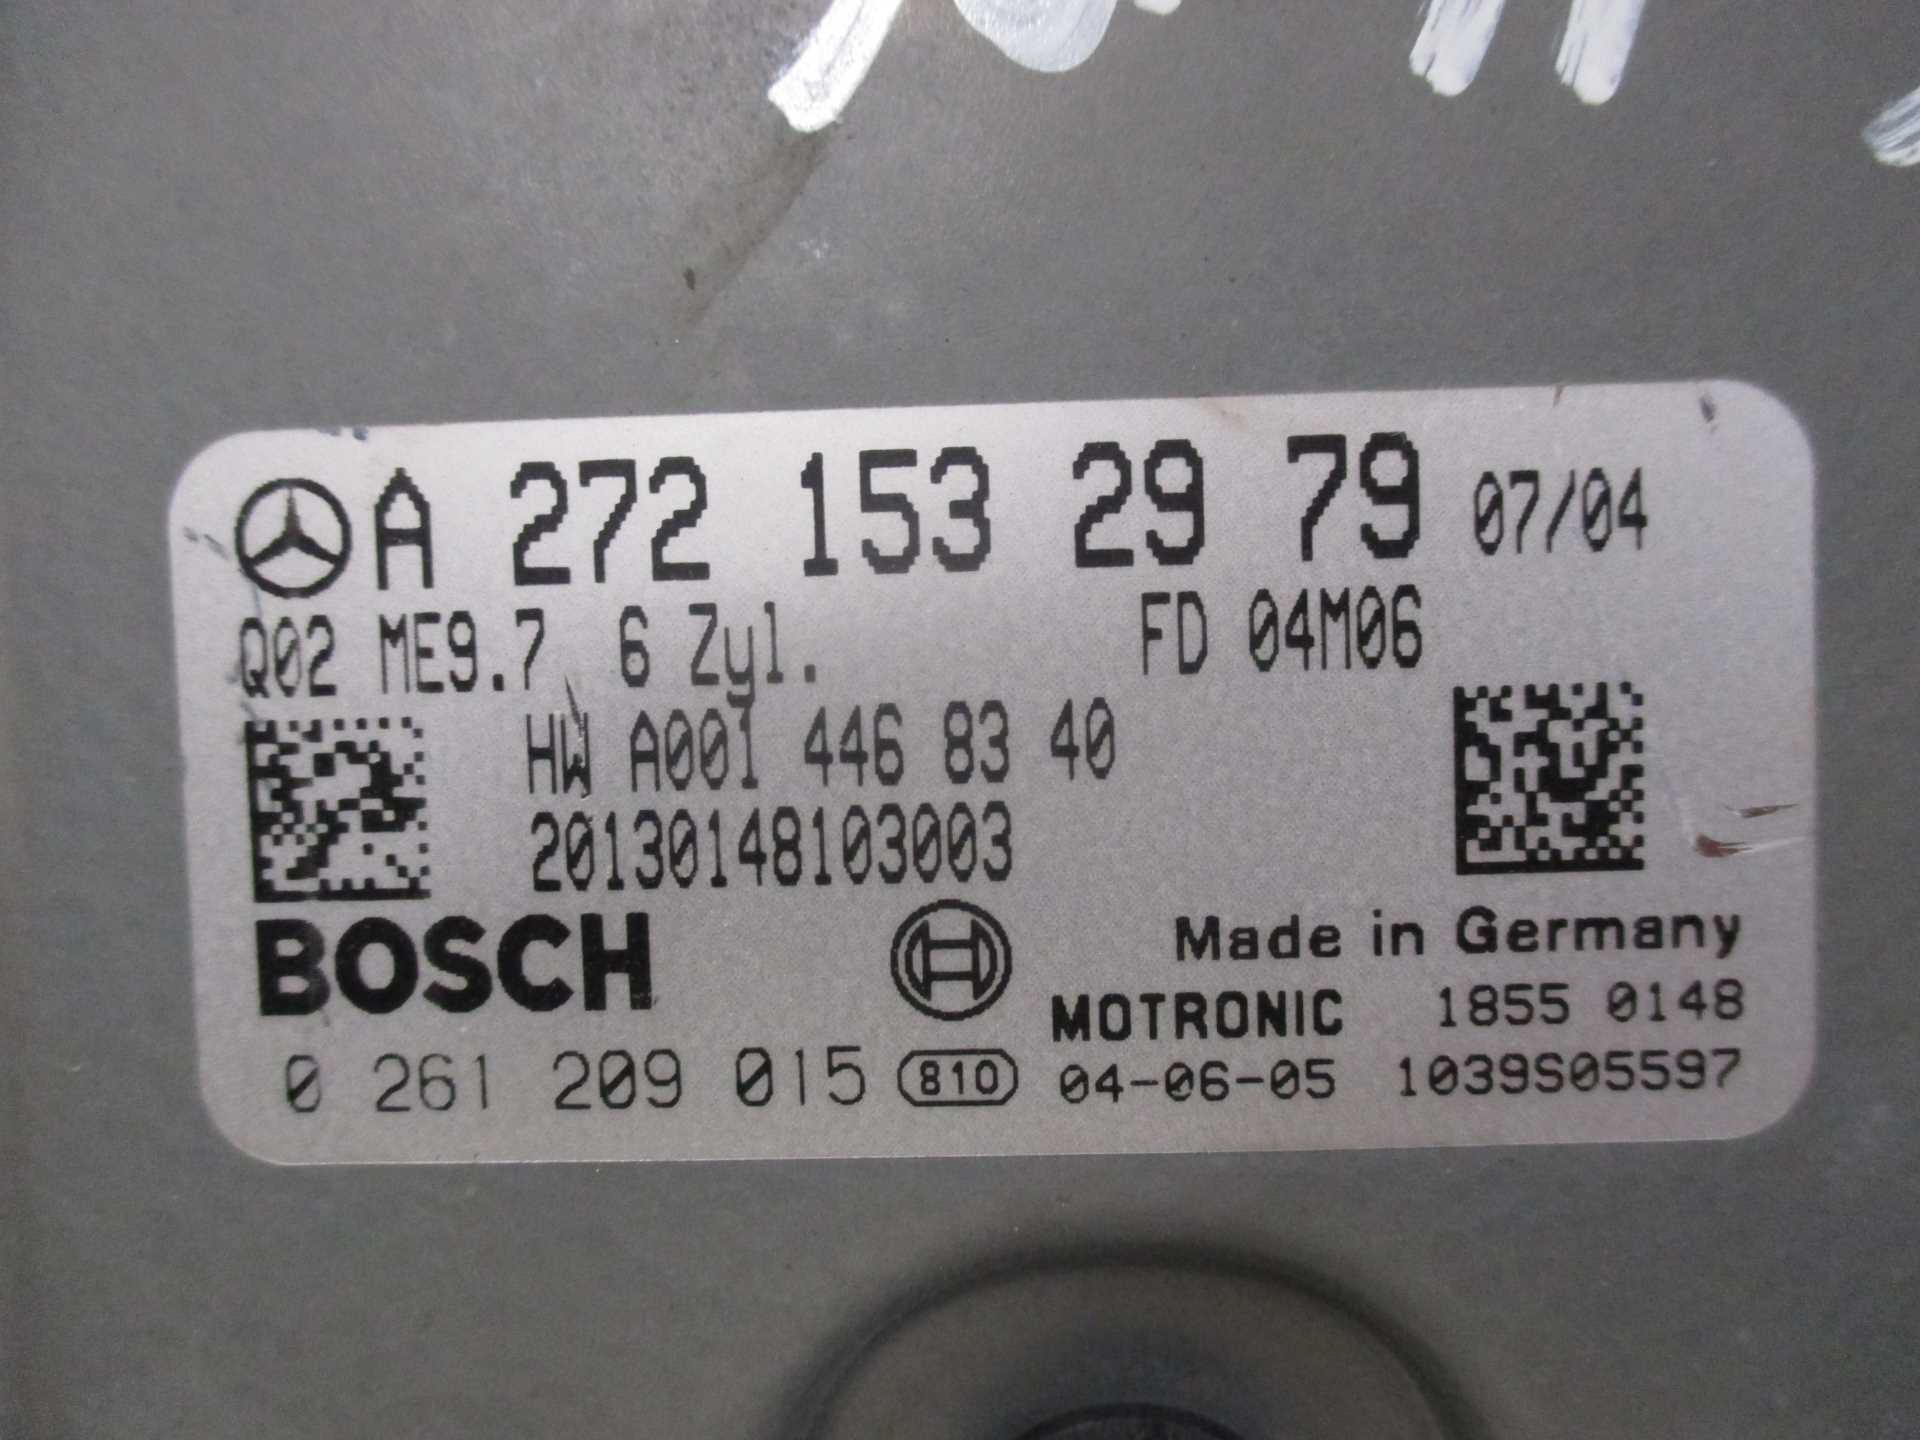 A 272 153 29 79 07/04
Q02 ME9.7 6 Zyl. FD 04M06
HW A001 446 83 40
20130148103003
BOSCH Made in Germany
MOTRONIC 1855 0148
0 261 209 015 810 04-06-05 1039S05597